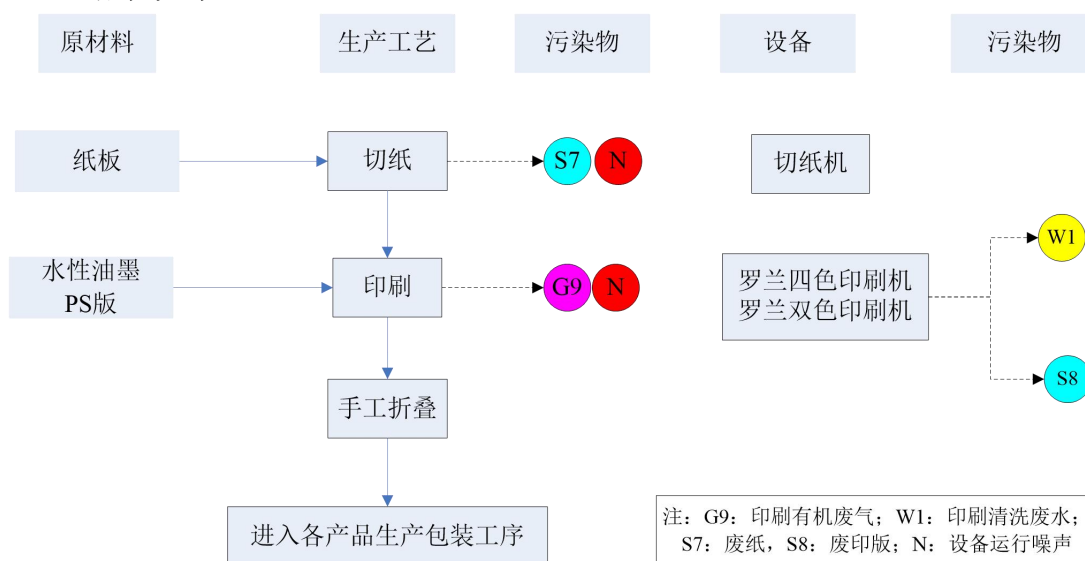 原材料
生产工艺
污染物
设备
污染物
纸板
切纸
S7
N
切纸机
W1
水性油墨
PS版
印刷
G9
N
罗兰四色印刷机
罗兰双色印刷机
S8
手工折叠
进入各产品生产包装工序
注：G9：印刷有机废气；W1：印刷清洗废水；
S7：废纸，S8：废印版；N：设备运行噪声